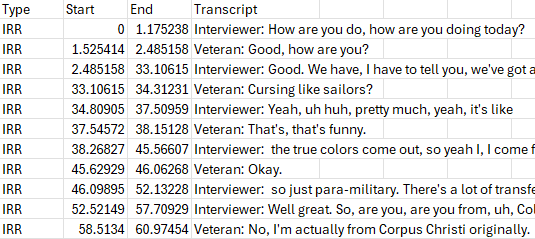 Type Start End Transcript
IRR 0 1.175238 Interviewer: How are you do, how are you doing today?
IRR 1.525414 2.485158 Veteran: Good, how are you?
IRR 2.485158 33.10615 Interviewer: Good. We have, I have to tell you, we've got a
IRR 33.10615 34.31231 Veteran: Cursing like sailors?
IRR 34.80905 37.50959 Interviewer: Yeah, uh huh, pretty much, yeah, it's like
IRR 37.54572 38.15128 Veteran: That's, that's funny.
IRR 38.26827 45.56607 Interviewer:  the true colors come out, so yeah I, I come f
IRR 45.62929 46.06268 Veteran: Okay.
IRR 46.09895 52.13228 Interviewer:  so just para-military. There's a lot of transfe
IRR 52.52149 57.70929 Interviewer: Well great. So, are you, are you from, uh, Col
IRR 58.5134 60.97454 Veteran: No, I'm actually from Corpus Christi originally.